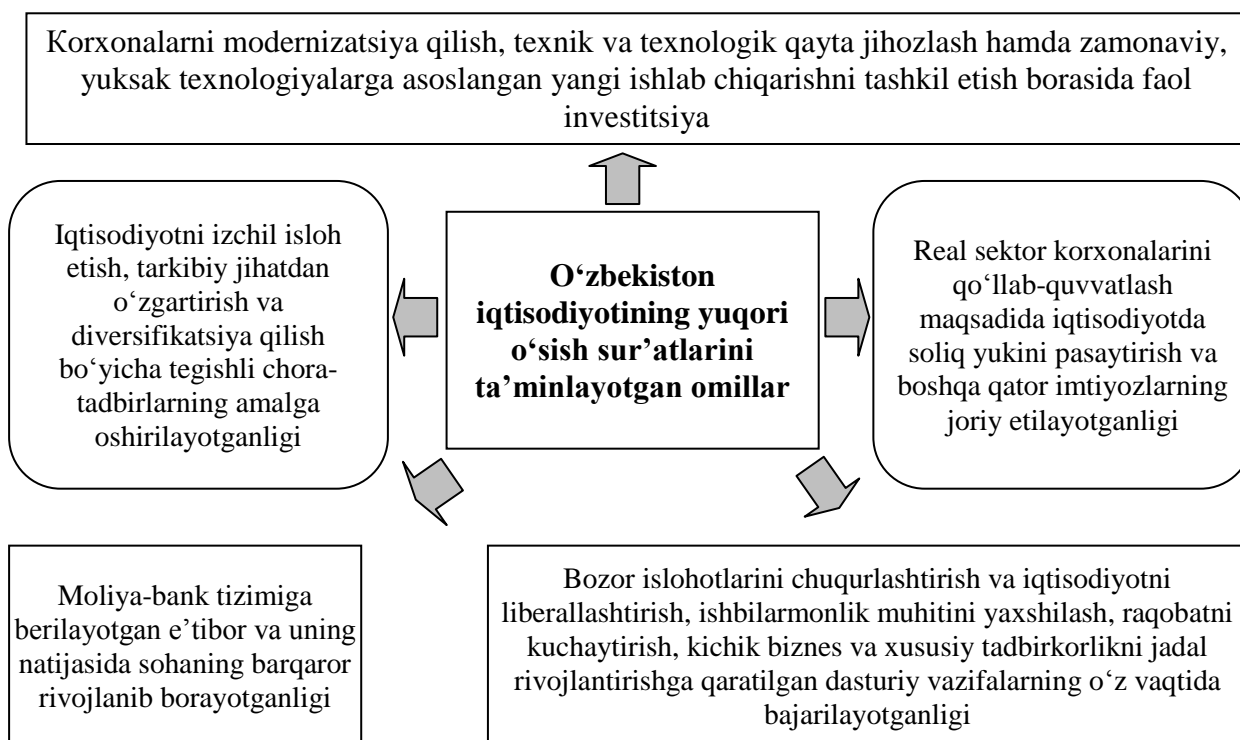 Korxonalarni modernizatsiya qilish, texnik va texnologik qayta jihozlash hamda zamonaviy,
yuksak texnologiyalarga asoslangan yangi ishlab chiqarishni tashkil etish borasida faol
investitsiya
Iqtisodiyotni izchil isloh
etish, tarkibiy jihatdan
o‘zgartirish va
diversifikatsiya qilish
bo‘yicha tegishli chora-
tadbirlarning amalga
oshirilayotganligi
O‘zbekiston
iqtisodiyotining yuqori
o‘sish sur’atlarini
ta’minlayotgan omillar
Real sektor korxonalarini
qo‘llab-quvvatlash
maqsadida iqtisodiyotda
soliq yukini pasaytirish va
boshqa qator imtiyozlarning
joriy etilayotganligi
Moliya-bank tizimiga
berilayotgan e’tibor va uning
natijasida sohaning barqaror
rivojlanib borayotganligi
Bozor islohotlarini chuqurlashtirish va iqtisodiyotni
liberallashtirish, ishbilarmonlik muhitini yaxshilash, raqobatni
kuchaytirish, kichik biznes va xususiy tadbirkorlikni jadal
rivojlantirishga qaratilgan dasturiy vazifalarning o‘z vaqtida
bajarilayotganligi